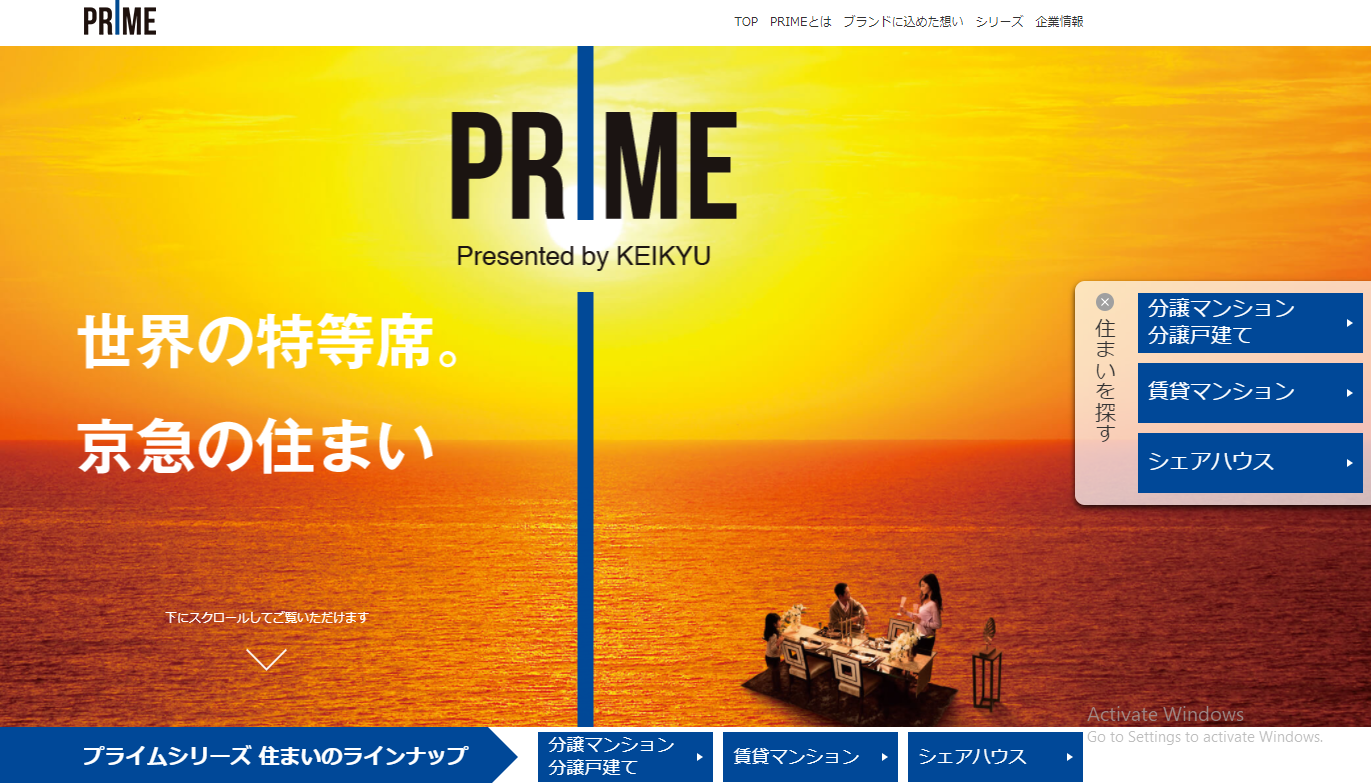 PRIME
TOP PRIMEとは ブランドに込めた想い シリーズ 企業情報
PRIME
Presented by KEIKYU
世界の特等席。
京急の住まい
住まいを探す
分譲マンション
分譲戸建て
賃貸マンション
シェアハウス
下にスクロールしてご覧いただけます
Activate Windows
Go to Settings to activate Windows.
プライムシリーズ 住まいのラインナップ
分譲マンション
分譲戸建て
賃貸マンション
シェアハウス